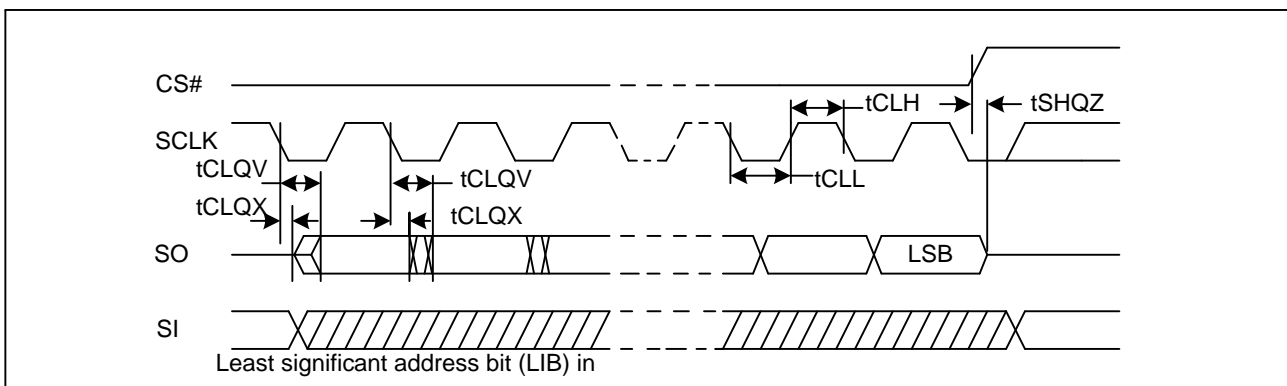 CS#
tCLH
tSHQZ
SCLK
tCLQV
tCLQV
tCLL
tCLQX
tCLQX
SO
LSB
SI
Least significant address bit (LIB) in